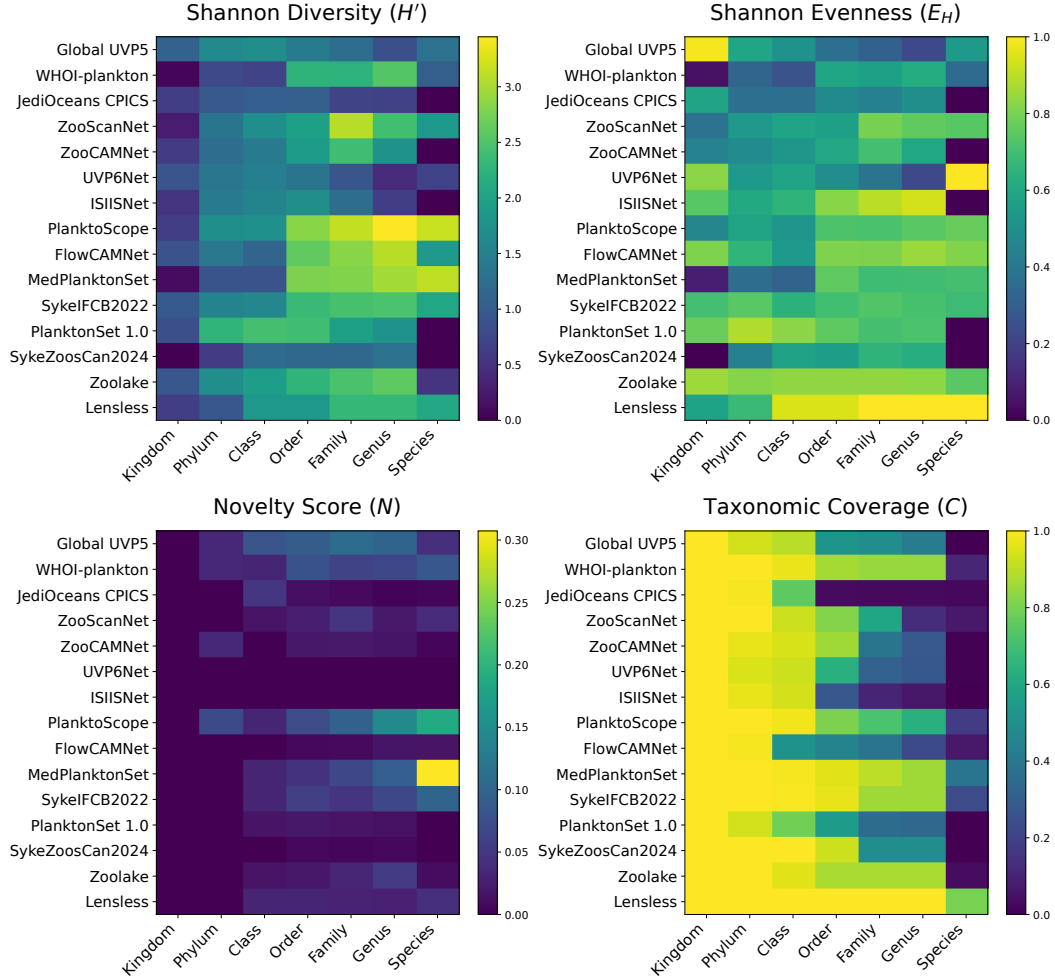 Shannon Diversity (H′)
Global UVP5
WHOI-plankton
JediOceans CPICS
ZooScanNet
ZooCAMNet
UVP6Net
ISIISNet
PlanktoScope
FlowCAMNet
MedPlanktonSet
SykeIFCB2022
PlanktonSet 1.0
SykeZoosCan2024
Zoolake
Lensless
Kingdom
Phylum
Class
Order
Family
Genus
Species
3.0
2.5
2.0
1.5
1.0
0.5
0.0
Shannon Evenness (E_H)
Global UVP5
WHOI-plankton
JediOceans CPICS
ZooScanNet
ZooCAMNet
UVP6Net
ISIISNet
PlanktoScope
FlowCAMNet
MedPlanktonSet
SykeIFCB2022
PlanktonSet 1.0
SykeZoosCan2024
Zoolake
Lensless
Kingdom
Phylum
Class
Order
Family
Genus
Species
1.0
0.8
0.6
0.4
0.2
0.0
Novelty Score (N)
Global UVP5
WHOI-plankton
JediOceans CPICS
ZooScanNet
ZooCAMNet
UVP6Net
ISIISNet
PlanktoScope
FlowCAMNet
MedPlanktonSet
SykeIFCB2022
PlanktonSet 1.0
SykeZoosCan2024
Zoolake
Lensless
Kingdom
Phylum
Class
Order
Family
Genus
Species
0.30
0.25
0.20
0.15
0.10
0.05
0.00
Taxonomic Coverage (C)
Global UVP5
WHOI-plankton
JediOceans CPICS
ZooScanNet
ZooCAMNet
UVP6Net
ISIISNet
PlanktoScope
FlowCAMNet
MedPlanktonSet
SykeIFCB2022
PlanktonSet 1.0
SykeZoosCan2024
Zoolake
Lensless
Kingdom
Phylum
Class
Order
Family
Genus
Species
1.0
0.8
0.6
0.4
0.2
0.0